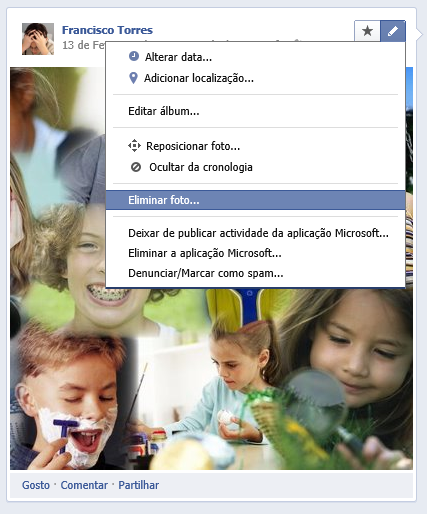 Francisco Torres
13 de Fe
Alterar data...
Adicionar localização...
Editar álbum...
Reposicionar foto...
Ocultar da cronologia
Eliminar foto...
Deixar de publicar actividade da aplicação Microsoft...
Eliminar a aplicação Microsoft...
Denunciar/Marcar como spam...
Gosto · Comentar · Partilhar